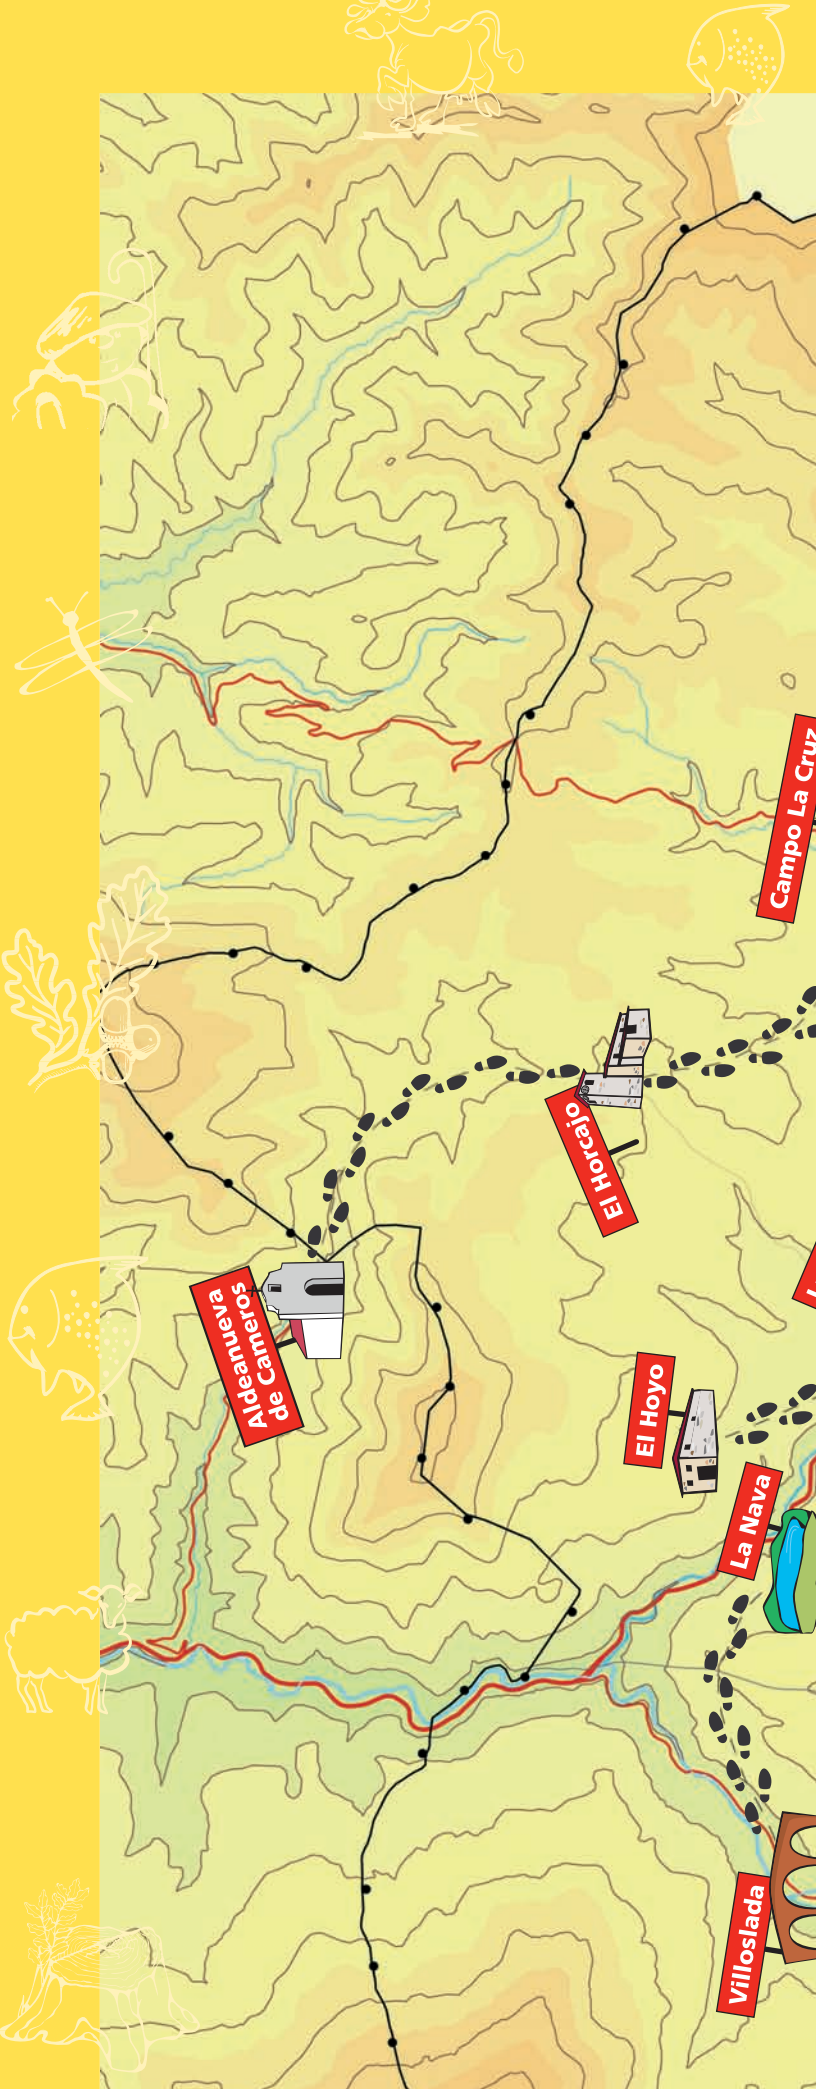 Campo La Cruz
El Horcajo
Aldeanueva
de Cameros
El Hoyo
La Nava
Villoslada